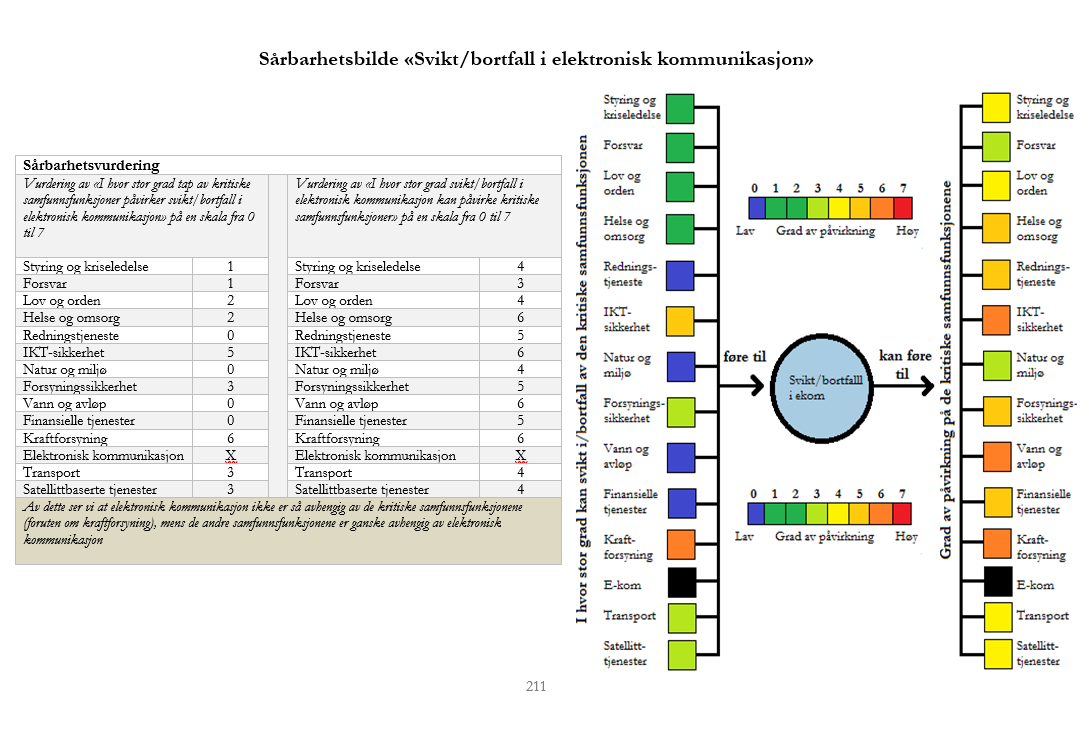 Sårbarhetsbilde «Svikt/bortfall i elektronisk kommunikasjon»
Sårbarhetsvurdering
Vurdering av «I hvor stor grad tap av kritiske
samfunnsfunksjoner påvirker svikt/bortfall i
elektronisk kommunikasjon» på en skala fra 0
til 7
Vurdering av «I hvor stor grad svikt/bortfall i
elektronisk kommunikasjon kan påvirke kritiske
samfunnsfunksjoner» på en skala fra 0 til 7
Styring og kriseledelse 1 Styring og kriseledelse 4
Forsvar 1 Forsvar 3
Lov og orden 2 Lov og orden 4
Helse og omsorg 2 Helse og omsorg 6
Redningstjeneste 0 Redningstjeneste 5
IKT-sikkerhet 5 IKT-sikkerhet 6
Natur og miljø 0 Natur og miljø 4
Forsyningssikkerhet 3 Forsyningssikkerhet 5
Vann og avløp 0 Vann og avløp 6
Finansielle tjenester 0 Finansielle tjenester 5
Kraftforsyning 6 Kraftforsyning 6
Elektronisk kommunikasjon X Elektronisk kommunikasjon X
Transport 3 Transport 4
Satellittbaserte tjenester 3 Satellittbaserte tjenester 4
Av dette ser vi at elektronisk kommunikasjon ikke er så avhengig av de kritiske samfunnsfunksjonene
(foruten om kraftforsyning), mens de andre samfunnsfunksjonene er ganske avhengig av elektronisk
kommunikasjon
I hvor stor grad kan svikt i/bortfall av den kritiske samfunnsfunksjonen
Styring og
kriseledelse
Forsvar
Lov og
orden
Helse og
omsorg
Rednings-
tjeneste
IKT-
sikkerhet
Natur og
miljø
Forsynings-
sikkerhet
Vann og
avløp
Finansielle
tjenester
Kraft-
forsyning
E-kom
Transport
Satellitt-
tjenester
0 1 2 3 4 5 6 7
Lav Grad av påvirkning Høy
føre til
Svikt/bortfalll
i ekom
kan føre
til
0 1 2 3 4 5 6 7
Lav Grad av påvirkning Høy
Grad av påvirkning på de kritiske samfunnsfunksjonene
Styring og
kriseledelse
Forsvar
Lov og
orden
Helse og
omsorg
Rednings-
tjeneste
IKT-
sikkerhet
Natur og
miljø
Forsynings-
sikkerhet
Vann og
avløp
Finansielle
tjenester
Kraft-
forsyning
E-kom
Transport
Satellitt-
tjenester
211